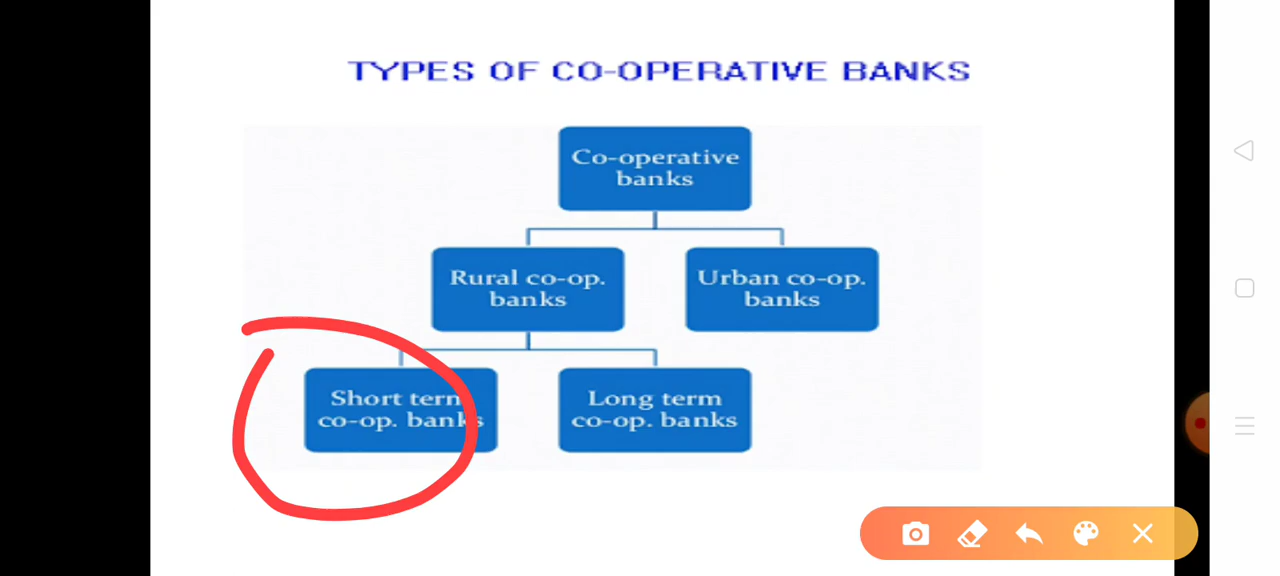 TYPES OF CO-OPERATIVE BANKS
Co-operative
banks
Rural co-op.
banks
Urban co-op.
banks
Short term
co-op. banks
Long term
co-op. banks